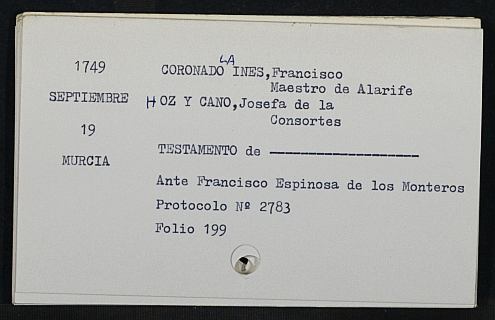 1749
SEPTIEMBRE
19
MURCIA
CORONADO LA INES, Francisco
Maestro de Alarife
HOZ Y CANO, Josefa de la
Consortes
TESTAMENTO de --------------------
Ante Francisco Espinosa de los Monteros
Protocolo Nº 2783
Folio 199